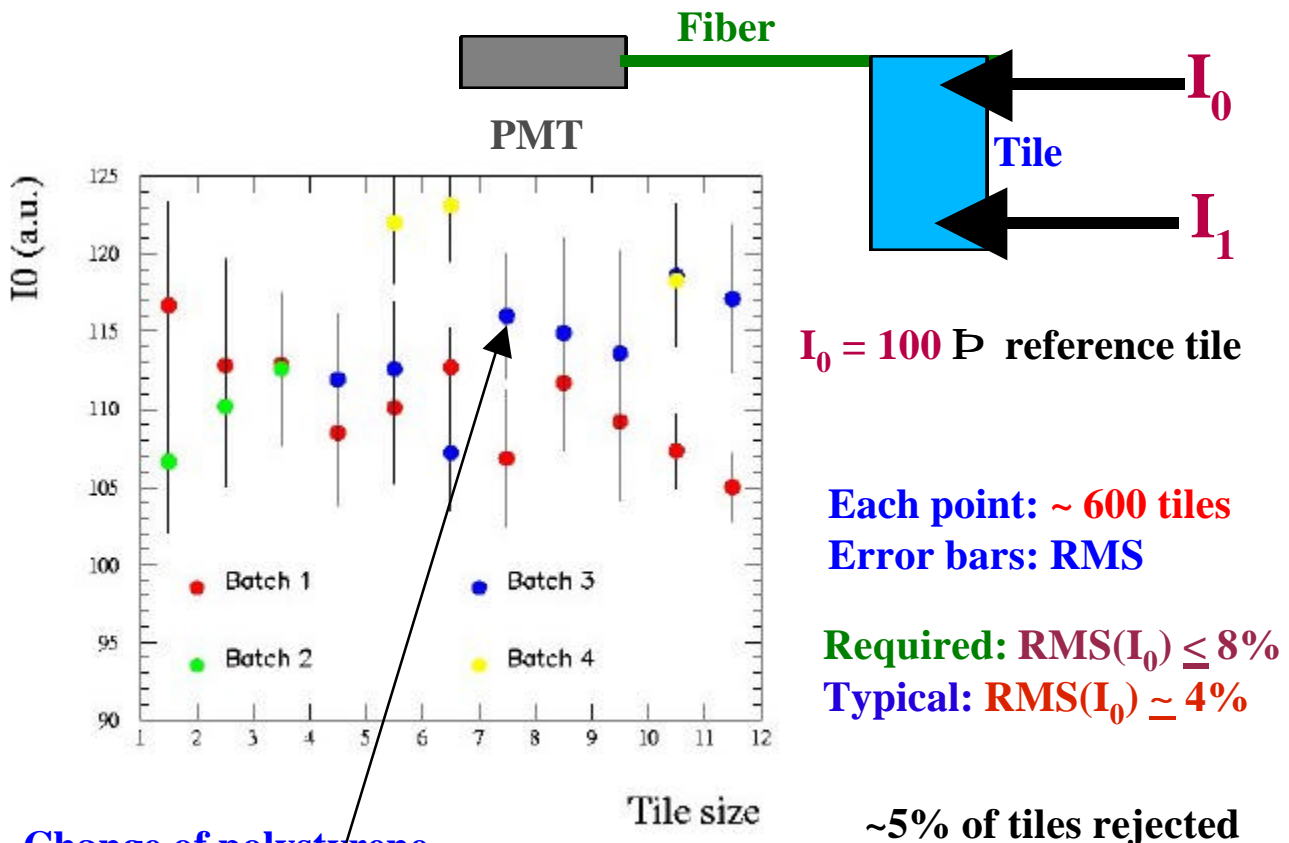 Fiber
I0
PMT
Tile
I1
I0 (a.u.)
125
120
115
110
105
100
95
90
1 2 3 4 5 6 7 8 9 10 11 12
Batch 1
Batch 2
Batch 3
Batch 4
Tile size
I0 = 100 Þ reference tile
Each point: ~ 600 tiles
Error bars: RMS
Required: RMS(I0) ≤ 8%
Typical: RMS(I0) ~ 4%
~5% of tiles rejected
Change of polystyrene